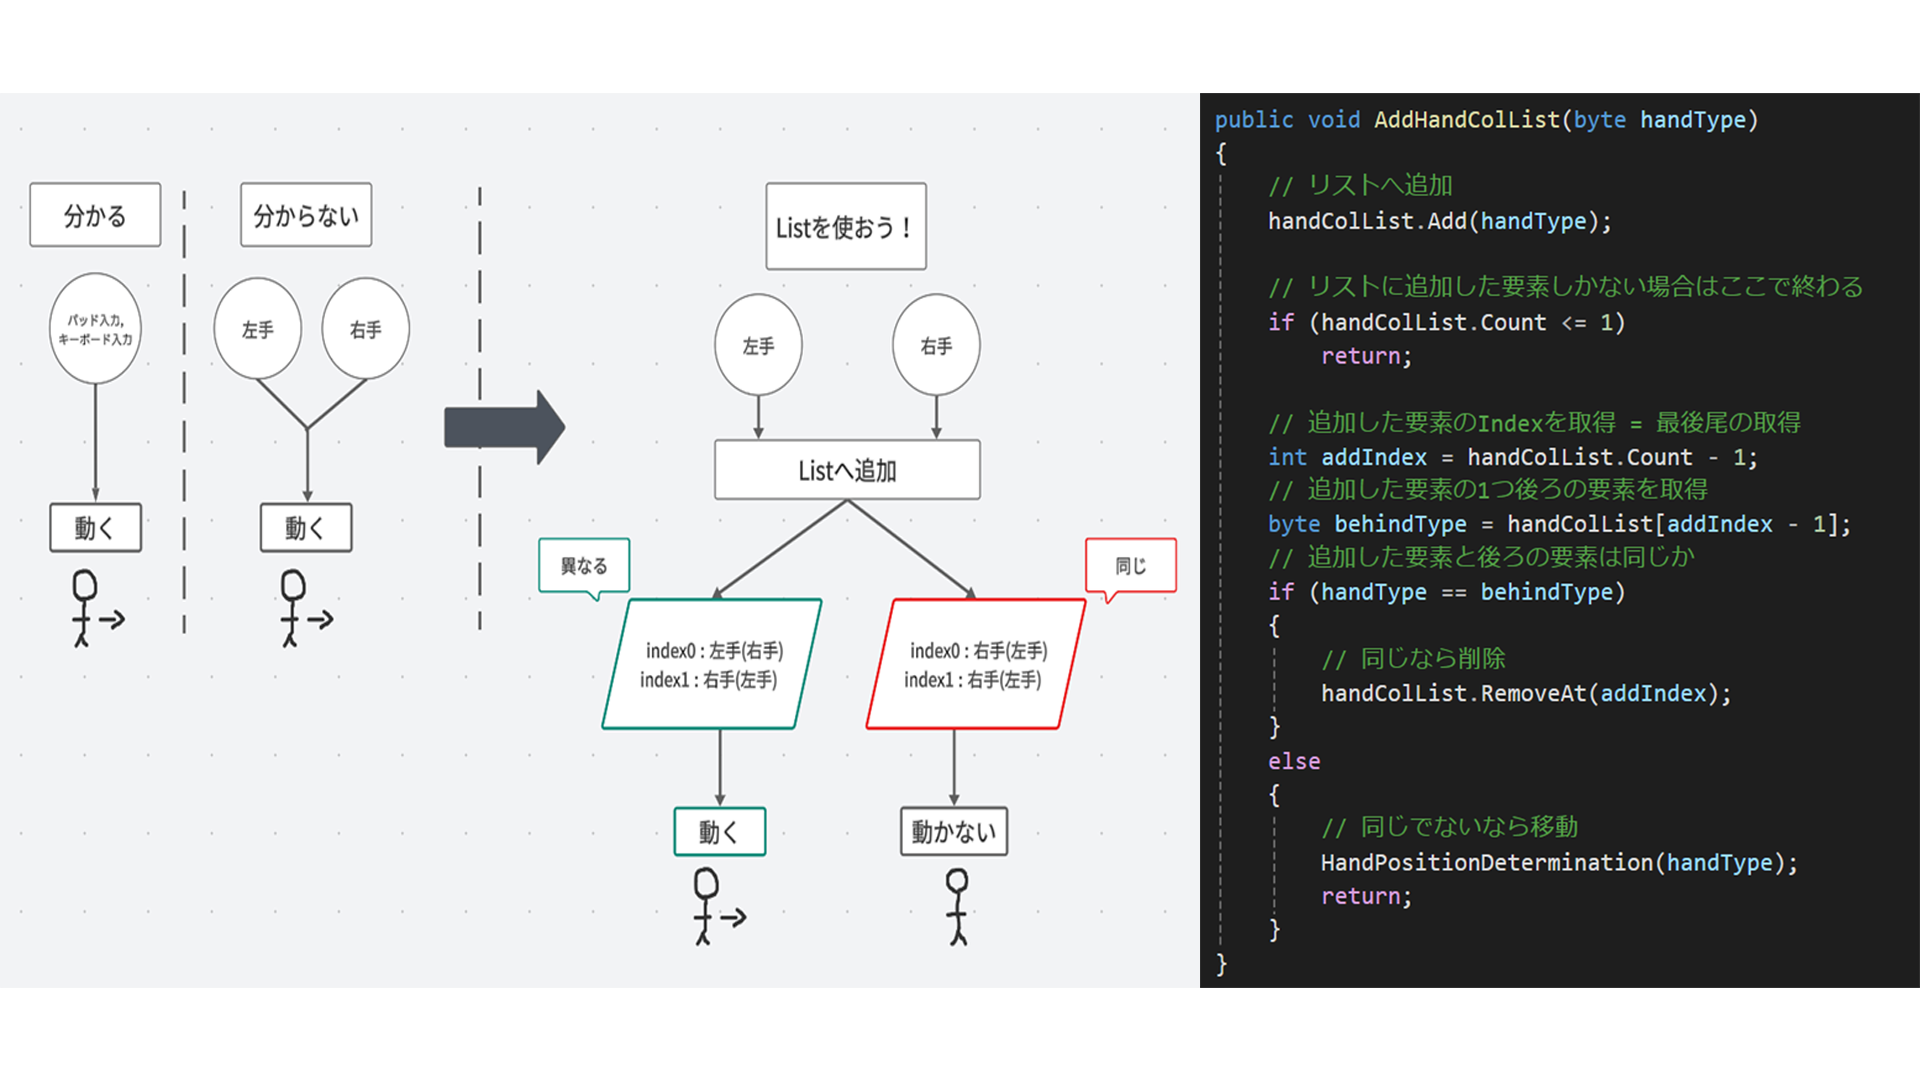 分かる
パッド入力,
キーボード入力
動く
分からない
左手
右手
動く
Listを使おう！
左手
右手
Listへ追加
異なる
同じ
index0 : 左手(右手)
index1 : 右手(左手)
index0 : 右手(左手)
index1 : 右手(左手)
動く
動かない
public void AddHandColList(byte handType)
{
// リストへ追加
handColList.Add(handType);
// リストに追加した要素しかない場合はここで終わる
if (handColList.Count <= 1)
return;
// 追加した要素のIndexを取得 = 最後尾の取得
int addIndex = handColList.Count - 1;
// 追加した要素の1つ後ろの要素を取得
byte behindType = handColList[addIndex - 1];
// 追加した要素と後ろの要素は同じか
if (handType == behindType)
{
// 同じなら削除
handColList.RemoveAt(addIndex);
}
else
{
// 同じでないなら移動
HandPositionDetermination(handType);
return;
}
}